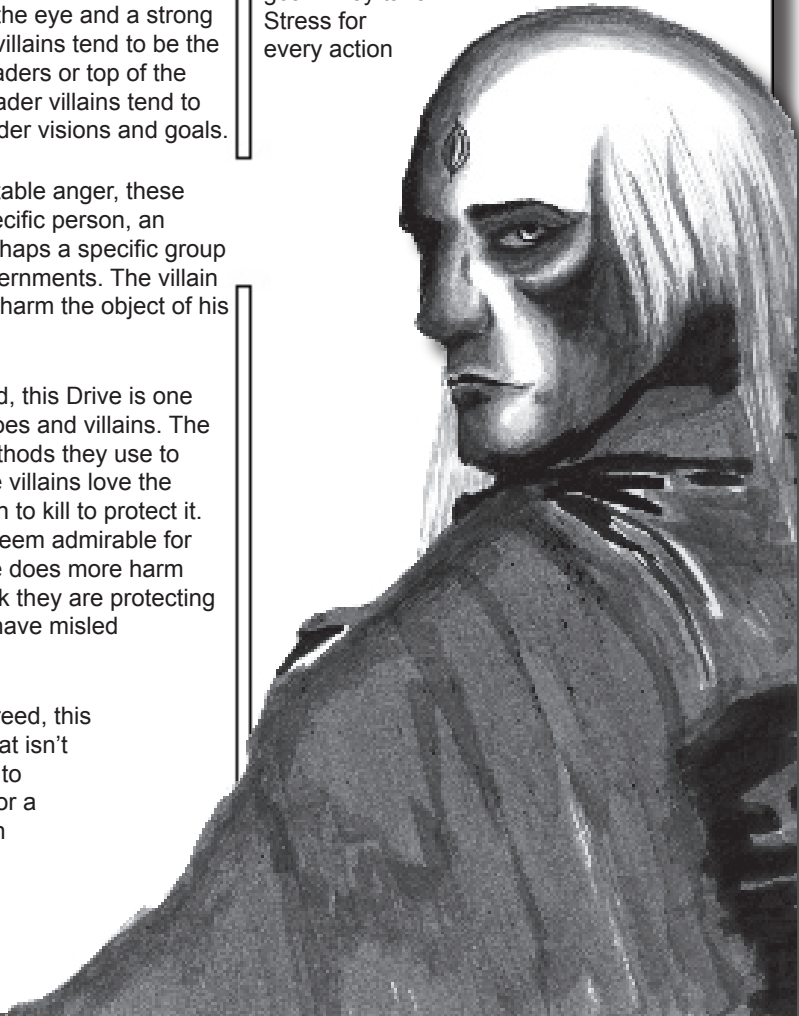 the eye and a strong
villains tend to be the
aders or top of the
ader villains tend to
der visions and goals.
table anger, these
ecific person, an
haps a specific group
ernments. The villain
harm the object of his
d, this Drive is one
oes and villains. The
thods they use to
e villains love the
n to kill to protect it.
eem admirable for
e does more harm
k they are protecting
have misled
reed, this
at isn't
to
or a
n
Stress for
every action